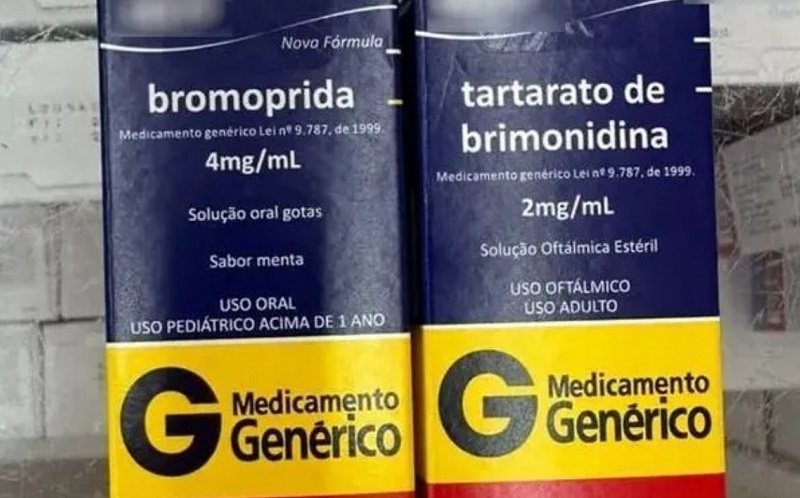 Nova Fórmula
bromoprida
Medicamento genérico Lei nº 9.787, de 1999.
4mg/mL
Solução oral gotas
Sabor menta
USO ORAL
USO PEDIÁTRICO ACIMA DE 1 ANO
G Medicamento
Genérico
tartarato de
brimonidina
Medicamento genérico Lei nº 9.787, de 1999.
2mg/mL
Solução Oftálmica Estéril
USO OFTÁLMICO
USO ADULTO
G Medicamento
Genérico